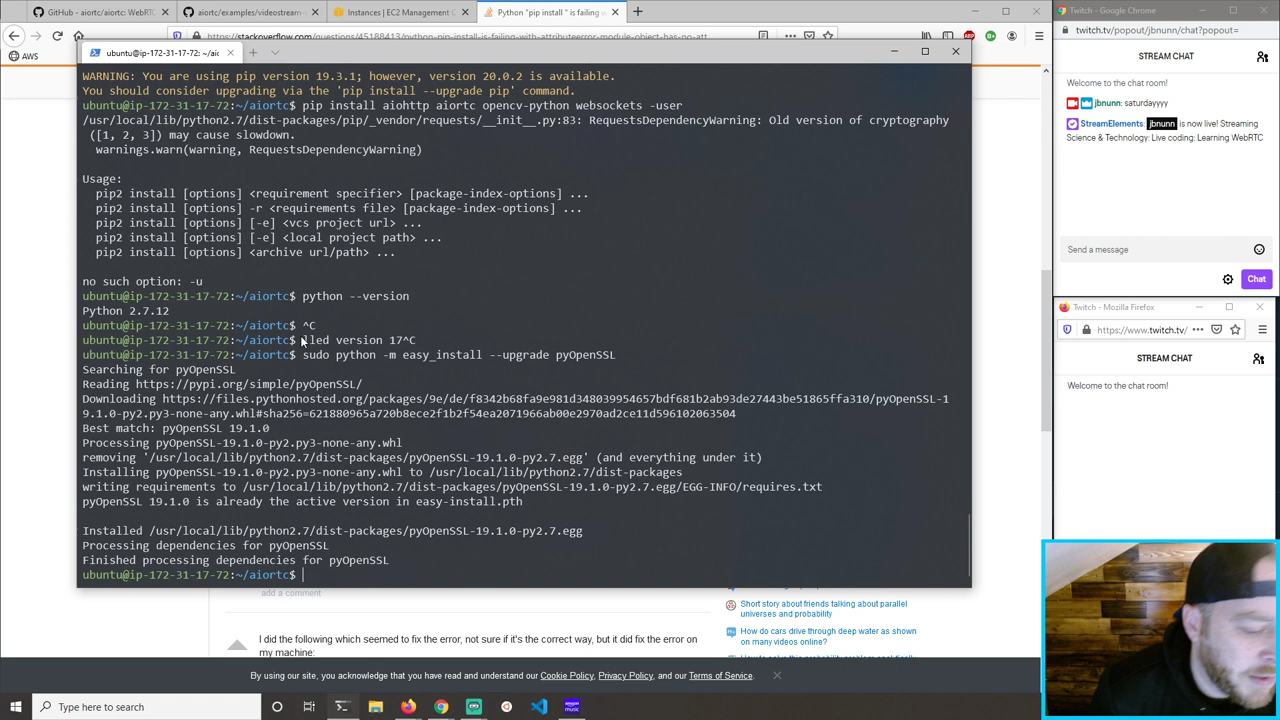 GitHub - aiortc/aiortc: WebRTC
aiortc/examples/videostream-
Instances | EC2 Management C
Python "pip install " is failing w
https://stackoverflow.com/questions/45188413/python-pip-install-is-failing-with-attributeerror-module-object-has-no-att
AWS
ubuntu@ip-172-31-17-72: ~/aio
WARNING: You are using pip version 19.3.1; however, version 20.0.2 is available.
You should consider upgrading via the 'pip install --upgrade pip' command.
ubuntu@ip-172-31-17-72:~/aiortc$ pip install aiohttp aiortc opencv-python websockets -user
/usr/local/lib/python2.7/dist-packages/pip/_vendor/requests/__init__.py:83: RequestsDependencyWarning: Old version of cryptography
([1, 2, 3]) may cause slowdown.
warnings.warn(warning, RequestsDependencyWarning)
Usage:
pip2 install [options] <requirement specifier> [package-index-options] ...
pip2 install [options] -r <requirements file> [package-index-options] ...
pip2 install [options] [-e] <vcs project url> ...
pip2 install [options] [-e] <local project path> ...
pip2 install [options] <archive url/path> ...
no such option: -u
ubuntu@ip-172-31-17-72:~/aiortc$ python --version
Python 2.7.12
ubuntu@ip-172-31-17-72:~/aiortc$ ^C
ubuntu@ip-172-31-17-72:~/aiortc$ lled version 17^C
ubuntu@ip-172-31-17-72:~/aiortc$ sudo python -m easy_install --upgrade pyOpenSSL
Searching for pyOpenSSL
Reading https://pypi.org/simple/pyOpenSSL/
Downloading https://files.pythonhosted.org/packages/9e/de/f8342b68fa9e981d348039954657bdf681b2ab93de27443be51865ffa310/pyOpenSSL-1
9.1.0-py2.py3-none-any.whl#sha256=621880965a720b8ece2f1b2f54ea2071966ab00e2970ad2ce11d596102063504
Best match: pyOpenSSL 19.1.0
Processing pyOpenSSL-19.1.0-py2.py3-none-any.whl
removing '/usr/local/lib/python2.7/dist-packages/pyOpenSSL-19.1.0-py2.7.egg' (and everything under it)
Installing pyOpenSSL-19.1.0-py2.py3-none-any.whl to /usr/local/lib/python2.7/dist-packages
writing requirements to /usr/local/lib/python2.7/dist-packages/pyOpenSSL-19.1.0-py2.7.egg/EGG-INFO/requires.txt
pyOpenSSL 19.1.0 is already the active version in easy-install.pth
Installed /usr/local/lib/python2.7/dist-packages/pyOpenSSL-19.1.0-py2.7.egg
Processing dependencies for pyOpenSSL
Finished processing dependencies for pyOpenSSL
ubuntu@ip-172-31-17-72:~/aiortc$
add a comment
I did the following which seemed to fix the error, not sure if it's the correct way, but it did fix the error on
my machine:
Short story about friends talking about parallel
universes and probability
How do cars drive through deep water as shown
on many videos online?
By using our site, you acknowledge that you have read and understand our Cookie Policy, Privacy Policy, and our Terms of Service.
Type here to search
Twitch - Google Chrome
twitch.tv/popout/jbnunn/chat?popout=
STREAM CHAT
Welcome to the chat room!
jbnunn: saturdayyyy
StreamElements: jbnunn is now live! Streaming
Science & Technology: Live coding: Learning WebRTC
Send a message
Chat
Twitch - Mozilla Firefox
https://www.twitch.tv/
STREAM CHAT
Welcome to the chat room!